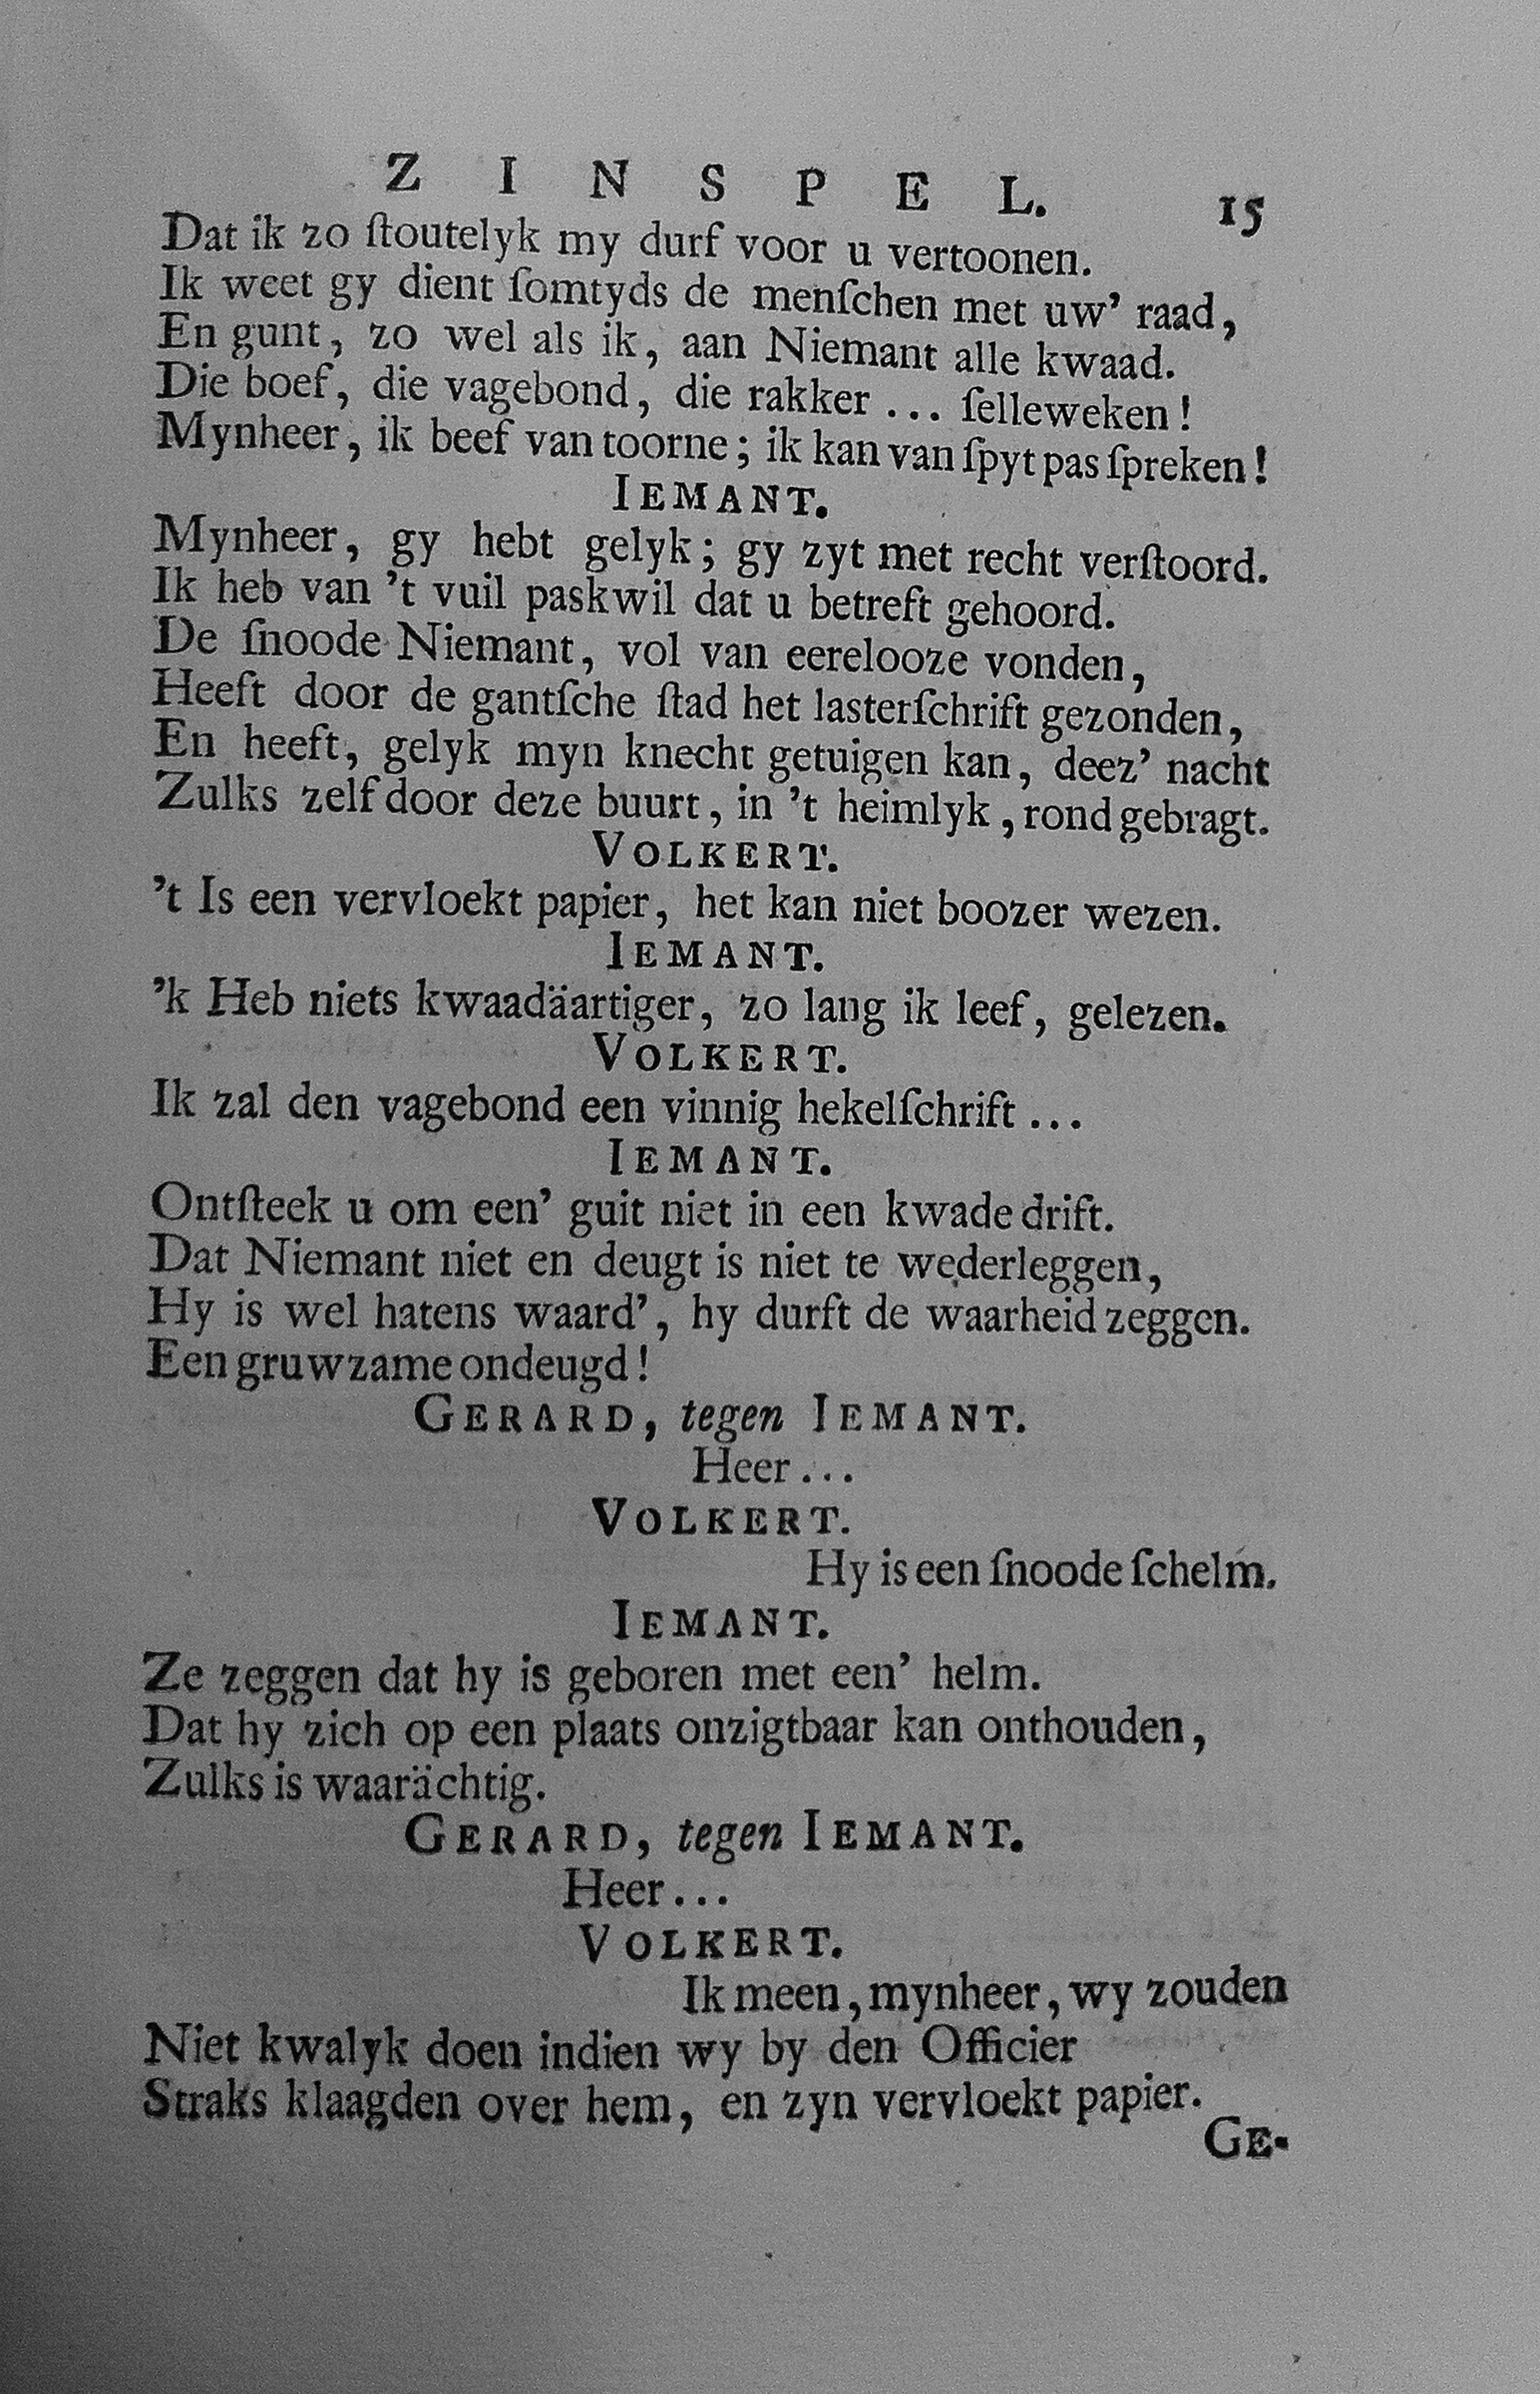 Z I N S P E L. 15
Dat ik zo ſtoutelyk my durf voor u vertoonen.
Ik weet gy dient ſomtyds de menſchen met uw’ raad,
En gunt, zo wel als ik, aan Niemant alle kwaad.
Die boef, die vagebond, die rakker ... ſelleweken!
Mynheer, ik beef van toorne; ik kan van ſpyt pas ſpreken!
IEMANT.
Mynheer, gy hebt gelyk; gy zyt met recht verſtoord.
Ik heb van ’t vuil paskwil dat u betreft gehoord.
De ſnoode Niemant, vol van eerelooze vonden,
Heeft door de gantſche ſtad het lasterſchrift gezonden,
En heeft, gelyk myn knecht getuigen kan, deez’ nacht
Zulks zelf door deze buurt, in ’t heimlyk, rond gebragt.
VOLKERT.
’t Is een vervloekt papier, het kan niet boozer wezen.
IEMANT.
’k Heb niets kwaadäartiger, zo lang ik leef, gelezen.
VOLKERT.
Ik zal den vagebond een vinnig hekelſchrift ...
IEMANT.
Ontſteek u om een’ guit niet in een kwade drift.
Dat Niemant niet en deugt is niet te wederleggen,
Hy is wel hatens waard’, hy durft de waarheid zeggen.
Een gruwzame ondeugd!
GERARD, tegen IEMANT.
Heer ...
VOLKERT.
Hy is een ſnoode ſchelm.
IEMANT.
Ze zeggen dat hy is geboren met een’ helm.
Dat hy zich op een plaats onzigtbaar kan onthouden,
Zulks is waarächtig.
GERARD, tegen IEMANT.
Heer ...
VOLKERT.
Ik meen, mynheer, wy zouden
Niet kwalyk doen indien wy by den Officier
Straks klaagden over hem, en zyn vervloekt papier.
GE-